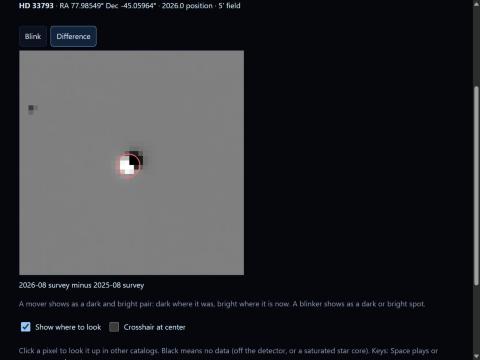 HD 33793 · RA 77.98549° Dec -45.05964° · 2026.0 position · 5' field
Blink
Difference
2026-08 survey minus 2025-08 survey
A mover shows as a dark and bright pair: dark where it was, bright where it is now. A blinker shows as a dark or bright spot.
Show where to look
Crosshair at center
Click a pixel to look it up in other catalogs. Black means no data (off the detector, or a saturated star core). Keys: Space plays or